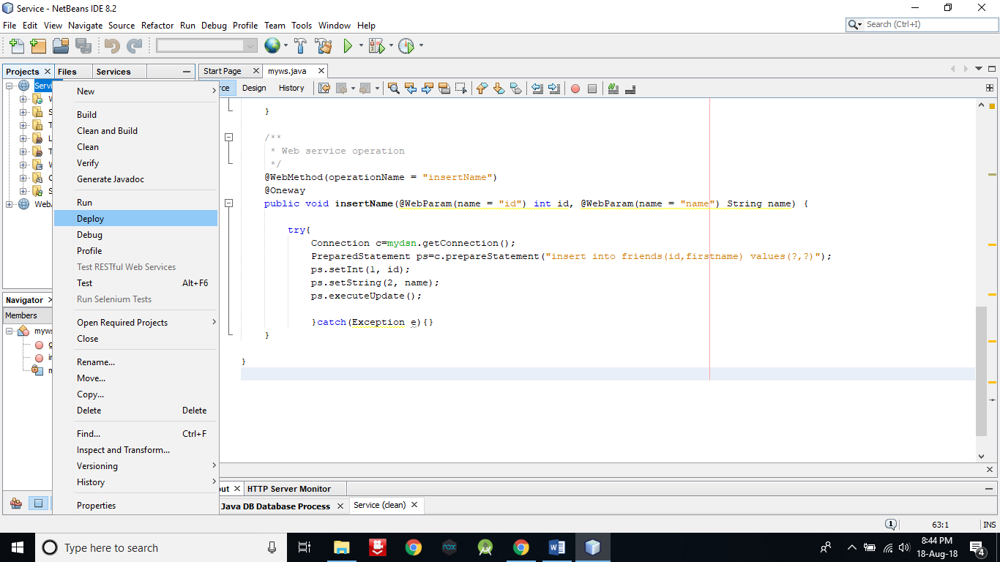 Service - NetBeans IDE 8.2
File Edit View Navigate Source Refactor Run Debug Profile Team Tools Window Help
Search (Ctrl+I)
Projects Files Services
Start Page myws.java
Design History
New
Build
Clean and Build
Clean
Verify
Generate Javadoc
Run
Deploy
Debug
Profile
Test RESTful Web Services
Test Alt+F6
Run Selenium Tests
Open Required Projects
Close
Rename...
Move...
Copy...
Delete Delete
Find... Ctrl+F
Inspect and Transform...
Versioning
History
Properties
Navigator
Members
}
/**
* Web service operation
*/
@WebMethod(operationName = "insertName")
@Oneway
public void insertName(@WebParam(name = "id") int id, @WebParam(name = "name") String name) {
try{
Connection c=mydsn.getConnection();
PreparedStatement ps=c.prepareStatement("insert into friends(id,firstname) values(?,?)");
ps.setInt(1, id);
ps.setString(2, name);
ps.executeUpdate();
}catch(Exception e){}
}
}
HTTP Server Monitor
Java DB Database Process Service (clean)
1 63:1 INS
Type here to search
nox
8:44 PM
18-Aug-18
4